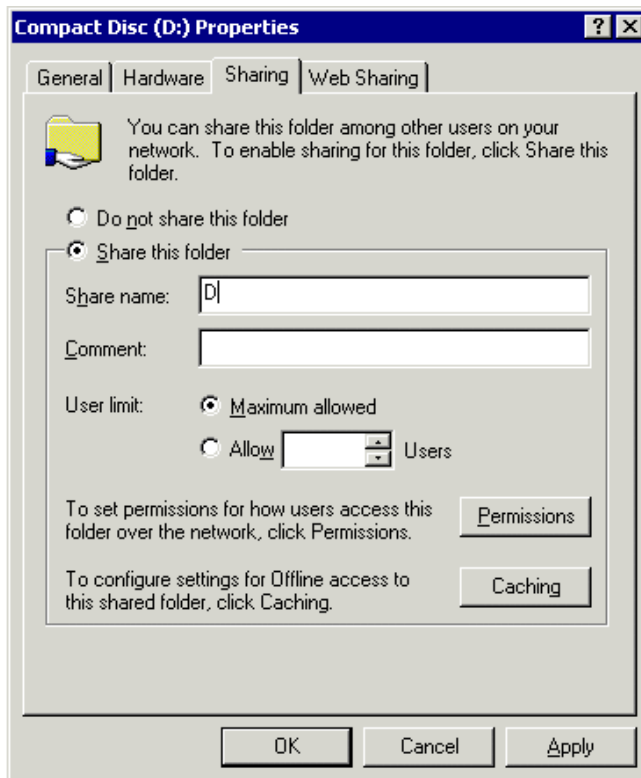 Compact Disc (D:) Properties
General Hardware Sharing Web Sharing
You can share this folder among other users on your
network. To enable sharing for this folder, click Share this
folder.
Do not share this folder
Share this folder
Share name: D
Comment:
User limit: Maximum allowed
Allow Users
To set permissions for how users access this
folder over the network, click Permissions.
Permissions
To configure settings for Offline access to
this shared folder, click Caching.
Caching
OK Cancel Apply